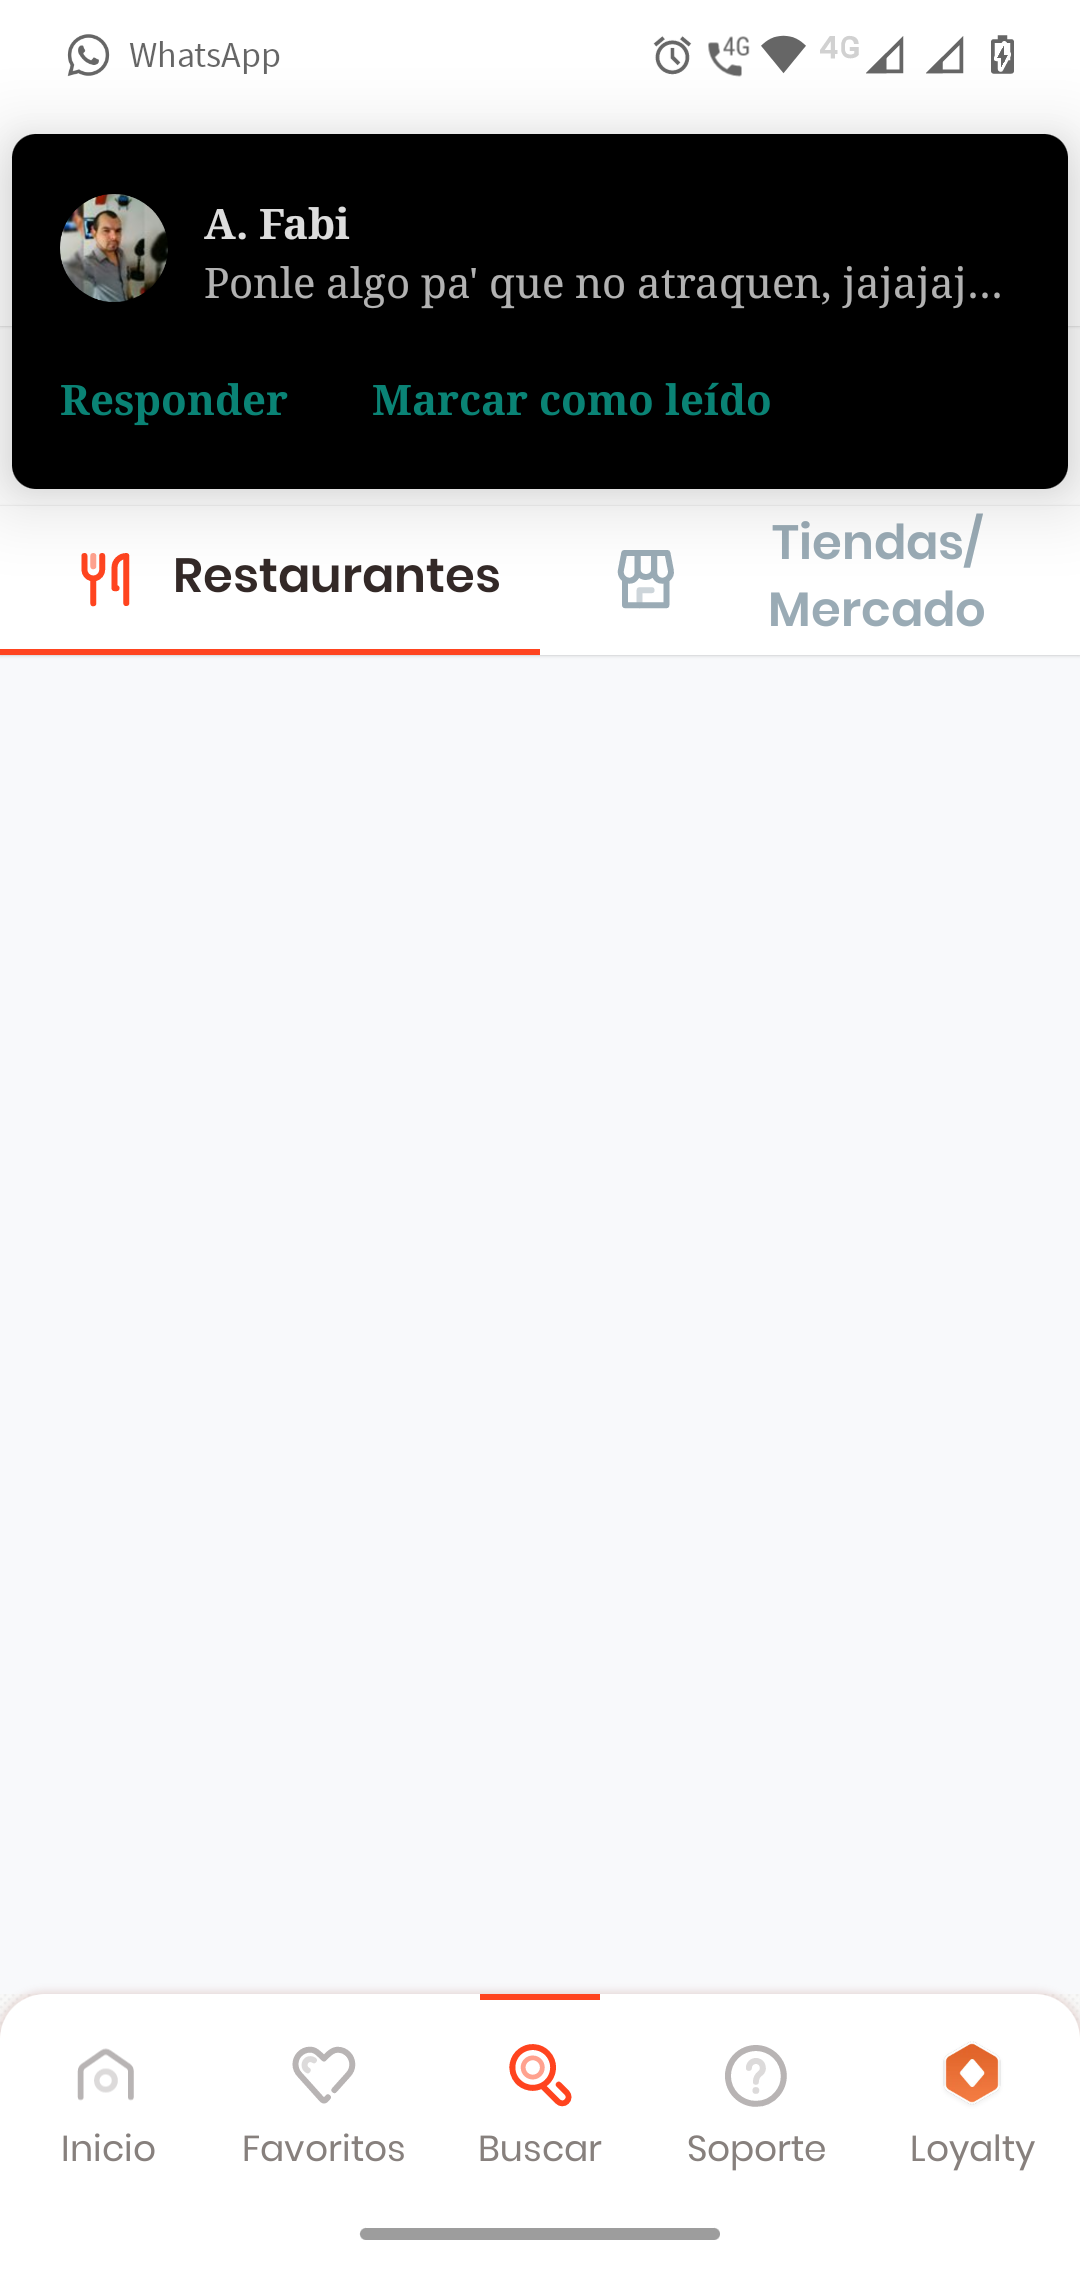 WhatsApp
4G
4G
A. Fabi
Ponle algo pa' que no atraquen, jajajaj...
Responder
Marcar como leído
Restaurantes
Tiendas/
Mercado
Inicio
Favoritos
Buscar
Soporte
Loyalty